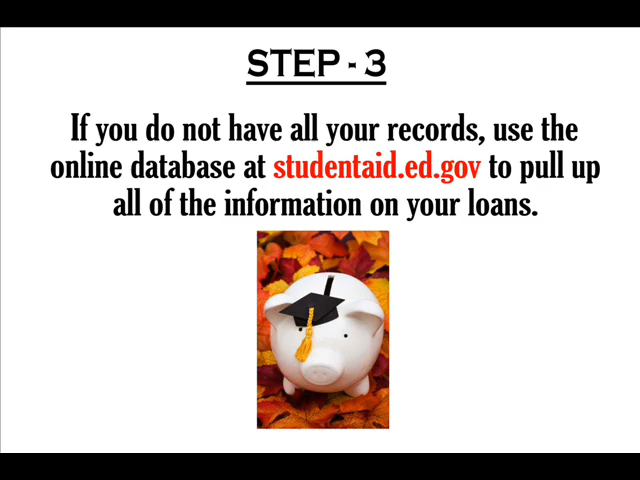 STEP - 3
If you do not have all your records, use the
online database at studentaid.ed.gov to pull up
all of the information on your loans.